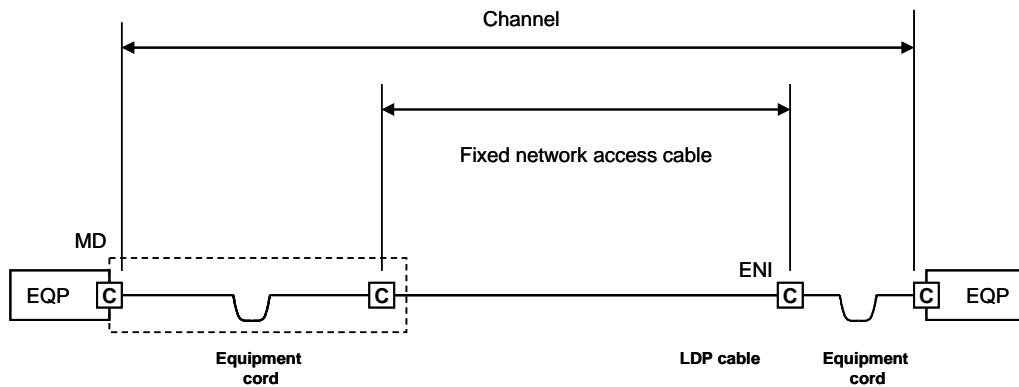 Channel
Fixed network access cable
MD
ENI
EQP
C
C
C
C
EQP
Equipment
cord
LDP cable
Equipment
cord